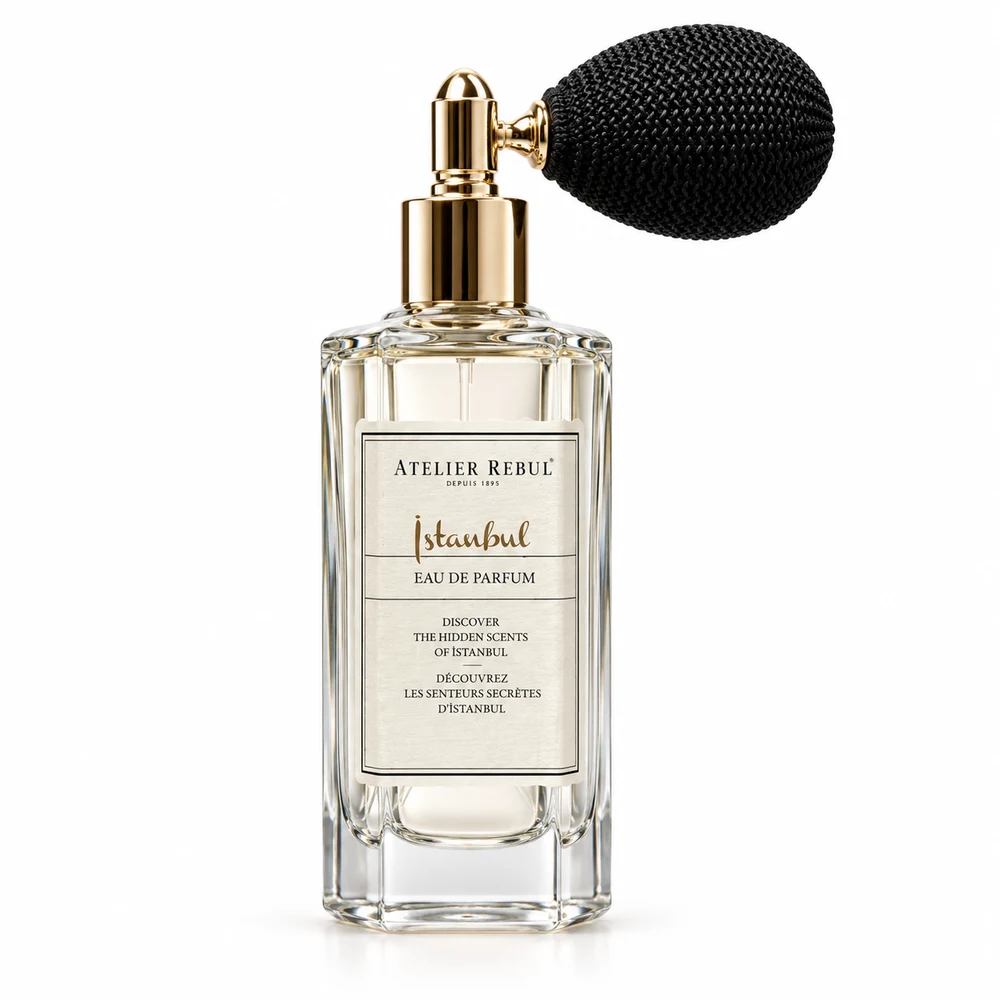 ATELIER REBUL®
DEPUIS 1895
İstanbul
EAU DE PARFUM
DISCOVER
THE HIDDEN SCENTS
OF İSTANBUL
DÉCOUVREZ
LES SENTEURS SECRÈTES
D'İSTANBUL